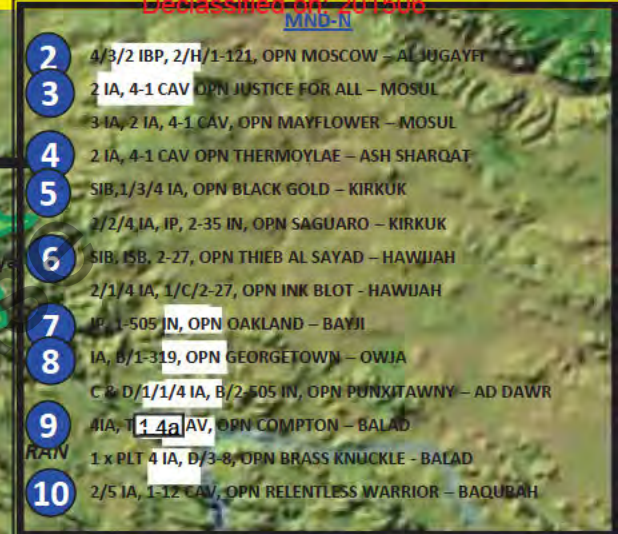 Declassified on: 201506
MND-N
2 4/3/2 IBP, 2/H/1-121, OPN MOSCOW – AL JUGAYFI
3 2 IA, 4-1 CAV OPN JUSTICE FOR ALL – MOSUL
3 IA, 2 IA, 4-1 CAV, OPN MAYFLOWER – MOSUL
4 2 IA, 4-1 CAV OPN THERMOYLAE – ASH SHARQAT
5 SIB,1/3/4 IA, OPN BLACK GOLD – KIRKUK
2/2/4 IA, IP, 2-35 IN, OPN SAGUARO – KIRKUK
6 SIB, ISB, 2-27, OPN THIEB AL SAYAD – HAWIJAH
2/1/4 IA, 1/C/2-27, OPN INK BLOT - HAWIJAH
7 IP, 1-505 IN, OPN OAKLAND – BAYJI
8 IA, B/1-319, OPN GEORGETOWN – OWJA
C & D/1/1/4 IA, B/2-505 IN, OPN PUNXITAWNY – AD DAWR
9 4IA, 1.4a AV, OPN COMPTON – BALAD
RAN
1 x PLT 4 IA, D/3-8, OPN BRASS KNUCKLE - BALAD
10 2/5 IA, 1-12 CAV, OPN RELENTLESS WARRIOR – BAQUBAH